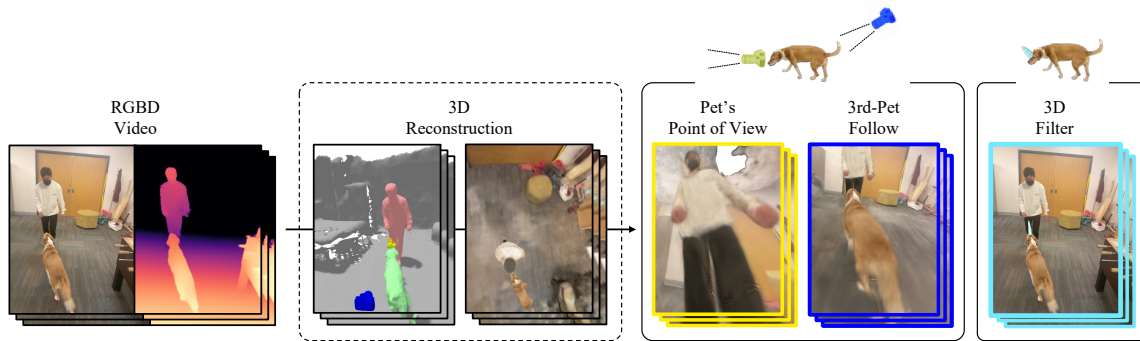 RGBD
Video
3D
Reconstruction
Pet's
Point of View
3rd-Pet
Follow
3D
Filter